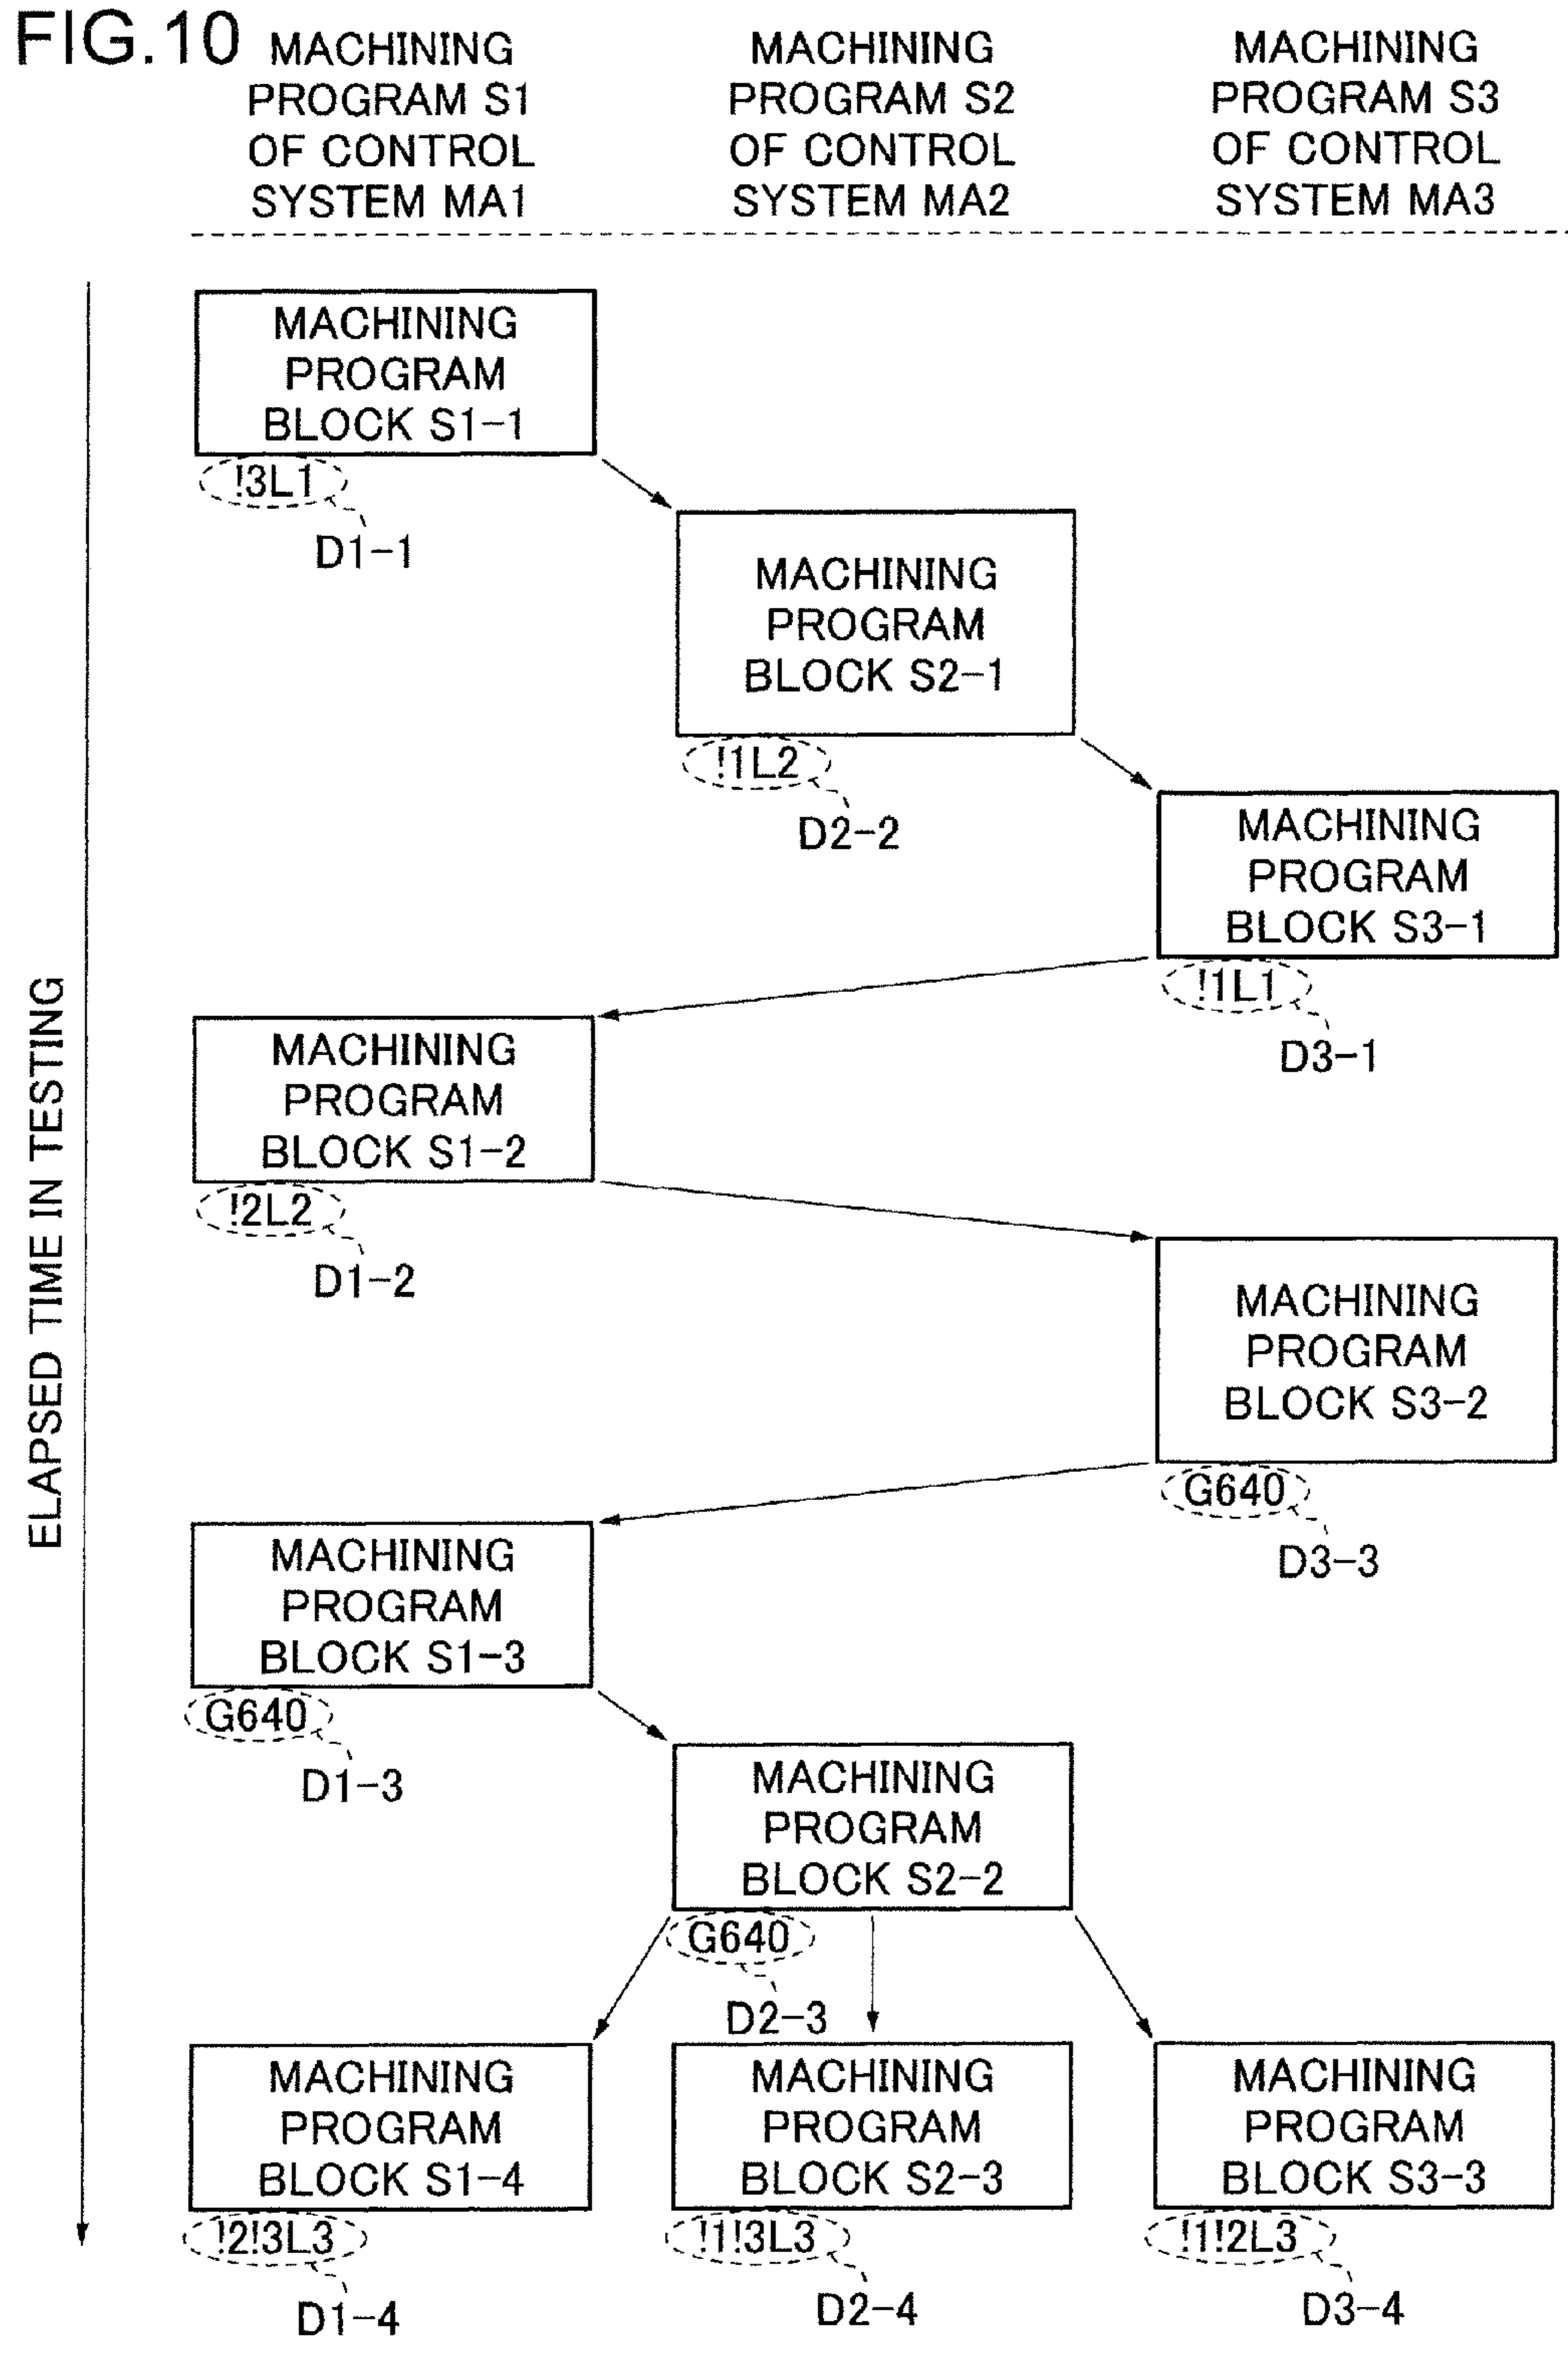 FIG.10
MACHINING
PROGRAM S1
OF CONTROL
SYSTEM MA1
MACHINING
PROGRAM S2
OF CONTROL
SYSTEM MA2
MACHINING
PROGRAM S3
OF CONTROL
SYSTEM MA3
ELAPSED TIME IN TESTING
MACHINING
PROGRAM
BLOCK S1-1
!3L1
D1-1
MACHINING
PROGRAM
BLOCK S2-1
!1L2
D2-2
MACHINING
PROGRAM
BLOCK S3-1
!1L1
D3-1
MACHINING
PROGRAM
BLOCK S1-2
!2L2
D1-2
MACHINING
PROGRAM
BLOCK S3-2
G640
D3-3
MACHINING
PROGRAM
BLOCK S1-3
G640
D1-3
MACHINING
PROGRAM
BLOCK S2-2
G640
D2-3
MACHINING
PROGRAM
BLOCK S1-4
!2!3L3
D1-4
MACHINING
PROGRAM
BLOCK S2-3
!1!3L3
D2-4
MACHINING
PROGRAM
BLOCK S3-3
!1!2L3
D3-4